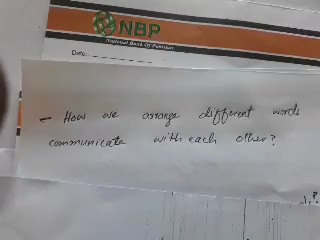 NBP
National Bank Of Pakistan
Date:
- How we arrange different words
communicate with each other?